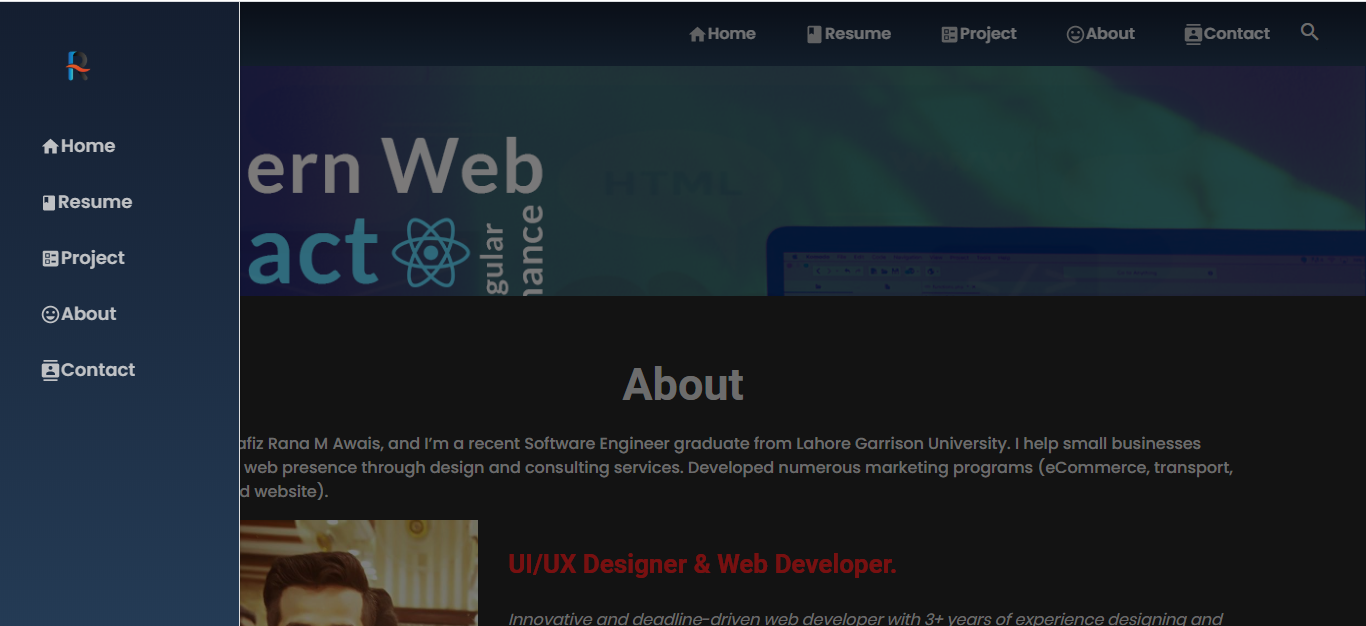 R
Home
Resume
Project
About
Contact
Home
Resume
Project
About
Contact
ern Web
HTML
act
gular
nance
About
afiz Rana M Awais, and I’m a recent Software Engineer graduate from Lahore Garrison University. I help small businesses
web presence through design and consulting services. Developed numerous marketing programs (eCommerce, transport,
d website).
UI/UX Designer & Web Developer.
Innovative and deadline-driven web developer with 3+ years of experience designing and